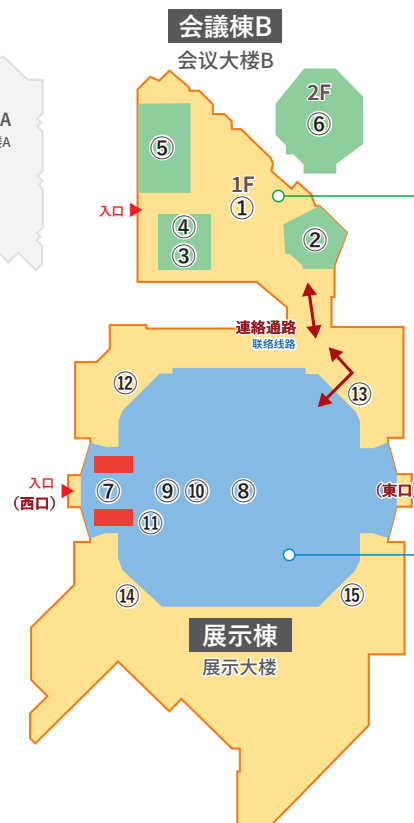 会議棟B
会议大楼B
2F
⑥
A
⑤
1F
①
入口
④
②
③
連絡通路
联络线路
⑫
⑬
入口
(西口)
⑦
⑨
⑩
⑧
(東口
⑪
⑭
⑮
展示棟
展示大楼